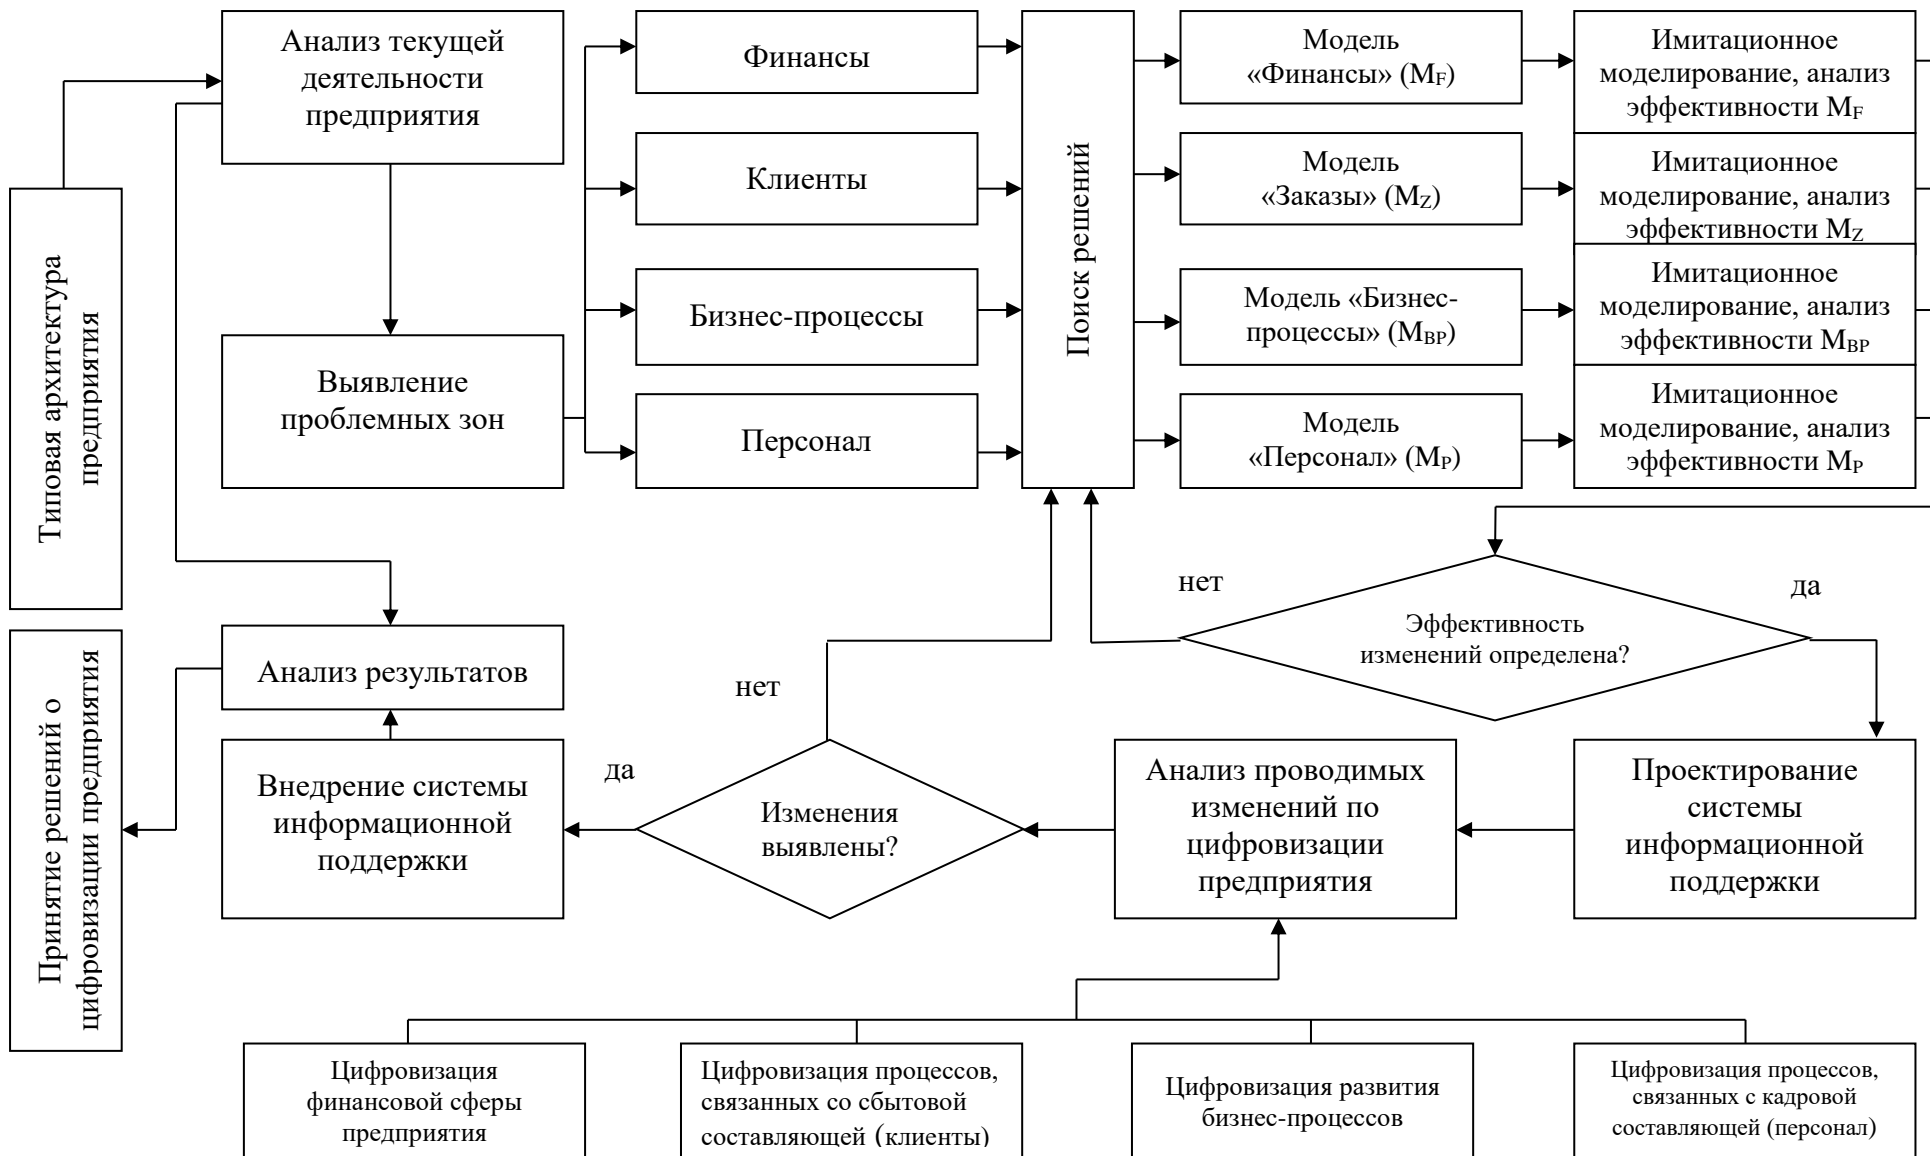 Анализ текущей
деятельности
предприятия
Финансы
Модель
«Финансы» (MF)
Имитационное
моделирование, анализ
эффективности MF
Клиенты
Модель
«Заказы» (MZ)
Имитационное
моделирование, анализ
эффективности MZ
Типовая архитектура
предприятия
Поиск решений
Бизнес-процессы
Модель «Бизнес-
процессы» (MBP)
Имитационное
моделирование, анализ
эффективности MBP
Выявление
проблемных зон
Персонал
Модель
«Персонал» (MP)
Имитационное
моделирование, анализ
эффективности MP
нет
да
Эффективность
изменений определена?
Анализ результатов
нет
Принятие решений о
цифровизации предприятия
Внедрение системы
информационной
поддержки
да
Изменения
выявлены?
Анализ проводимых
изменений по
цифровизации
предприятия
Проектирование
системы
информационной
поддержки
Цифровизация
финансовой сферы
предприятия
Цифровизация процессов,
связанных со сбытовой
составляющей (клиенты)
Цифровизация развития
бизнес-процессов
Цифровизация процессов,
связанных с кадровой
составляющей (персонал)